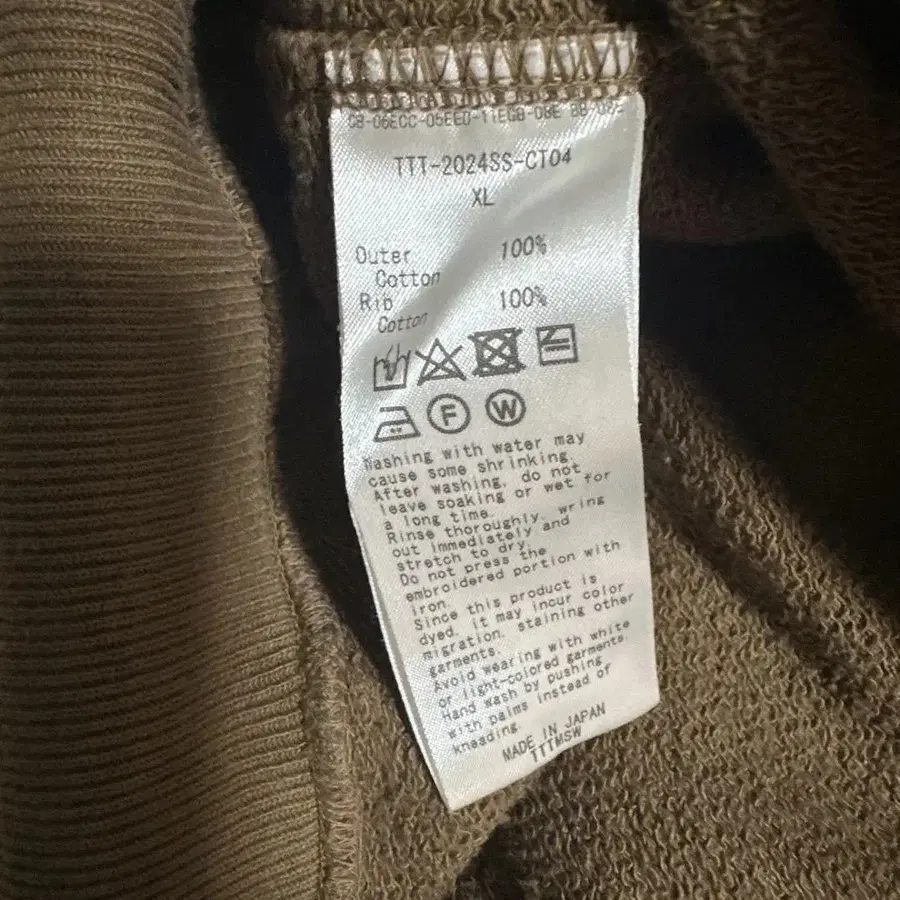 TTT-2024SS-CT04
XL
Outer 100%
Cotton
Rib 100%
Cotton
F W
Washing with water may
cause some shrinking.
After washing, do not
leave soaking or wet for
a long time.
Rinse thoroughly, wring
out immediately and
stretch to dry.
Do not press the
embroidered portion with
iron.
Since this product is
dyed, it may incur color
migration, staining other
garments.
Avoid wearing with white
or light-colored garments.
Hand wash by pushing
with palms instead of
kneading.
MADE IN JAPAN
TTTMSW